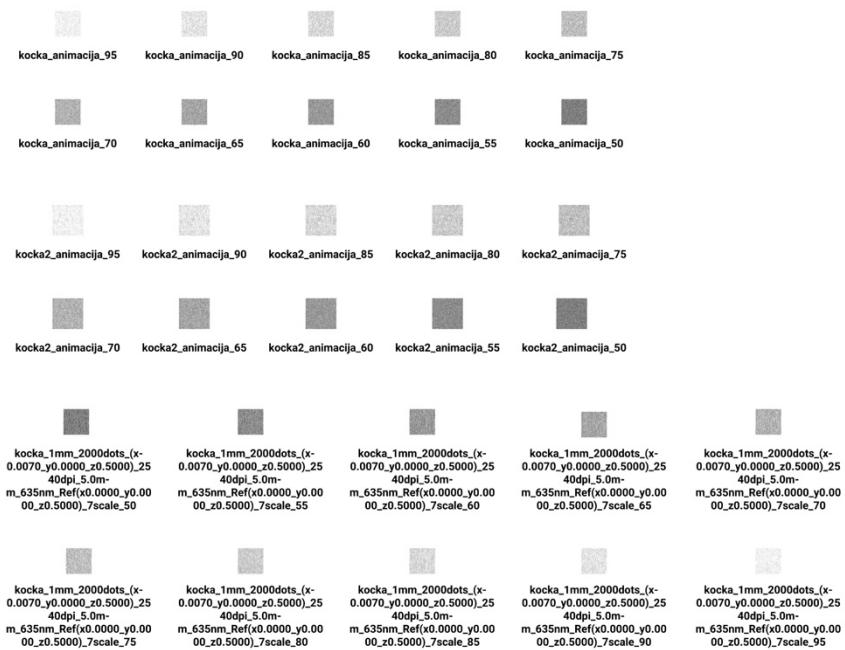 kocka_animacija_95 kocka_animacija_90 kocka_animacija_85 kocka_animacija_80 kocka_animacija_75
kocka_animacija_70 kocka_animacija_65 kocka_animacija_60 kocka_animacija_55 kocka_animacija_50
kocka2_animacija_95 kocka2_animacija_90 kocka2_animacija_85 kocka2_animacija_80 kocka2_animacija_75
kocka2_animacija_70 kocka2_animacija_65 kocka2_animacija_60 kocka2_animacija_55 kocka2_animacija_50
kocka_1mm_2000dots_(x-
0.0070_y0.0000_z0.5000)_25
40dpi_5.0m-
m_635nm_Ref(x0.0000_y0.00
00_z0.5000)_7scale_50
kocka_1mm_2000dots_(x-
0.0070_y0.0000_z0.5000)_25
40dpi_5.0m-
m_635nm_Ref(x0.0000_y0.00
00_z0.5000)_7scale_55
kocka_1mm_2000dots_(x-
0.0070_y0.0000_z0.5000)_25
40dpi_5.0m-
m_635nm_Ref(x0.0000_y0.00
00_z0.5000)_7scale_60
kocka_1mm_2000dots_(x-
0.0070_y0.0000_z0.5000)_25
40dpi_5.0m-
m_635nm_Ref(x0.0000_y0.00
00_z0.5000)_7scale_65
kocka_1mm_2000dots_(x-
0.0070_y0.0000_z0.5000)_25
40dpi_5.0m-
m_635nm_Ref(x0.0000_y0.00
00_z0.5000)_7scale_70
kocka_1mm_2000dots_(x-
0.0070_y0.0000_z0.5000)_25
40dpi_5.0m-
m_635nm_Ref(x0.0000_y0.00
00_z0.5000)_7scale_75
kocka_1mm_2000dots_(x-
0.0070_y0.0000_z0.5000)_25
40dpi_5.0m-
m_635nm_Ref(x0.0000_y0.00
00_z0.5000)_7scale_80
kocka_1mm_2000dots_(x-
0.0070_y0.0000_z0.5000)_25
40dpi_5.0m-
m_635nm_Ref(x0.0000_y0.00
00_z0.5000)_7scale_85
kocka_1mm_2000dots_(x-
0.0070_y0.0000_z0.5000)_25
40dpi_5.0m-
m_635nm_Ref(x0.0000_y0.00
00_z0.5000)_7scale_90
kocka_1mm_2000dots_(x-
0.0070_y0.0000_z0.5000)_25
40dpi_5.0m-
m_635nm_Ref(x0.0000_y0.00
00_z0.5000)_7scale_95